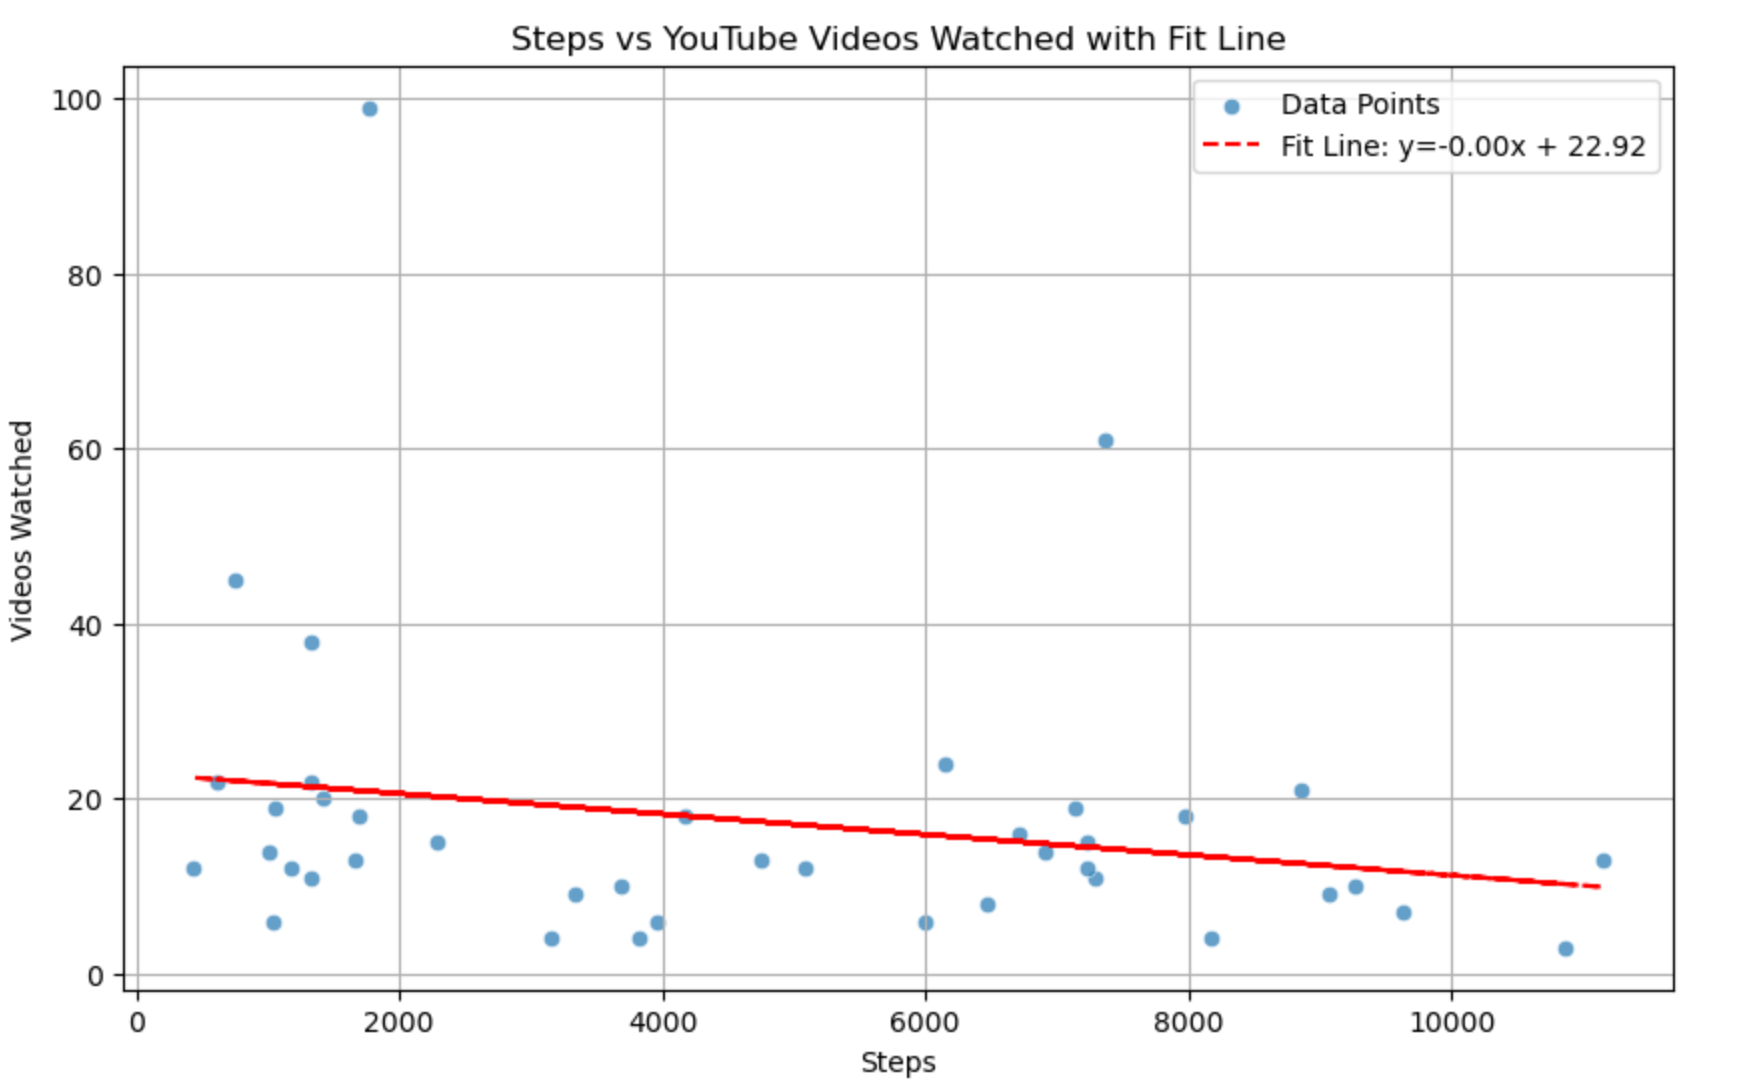 Steps vs YouTube Videos Watched with Fit Line
Data Points
Fit Line: y=-0.00x + 22.92
100
80
60
40
20
0
Videos Watched
0 2000 4000 6000 8000 10000
Steps